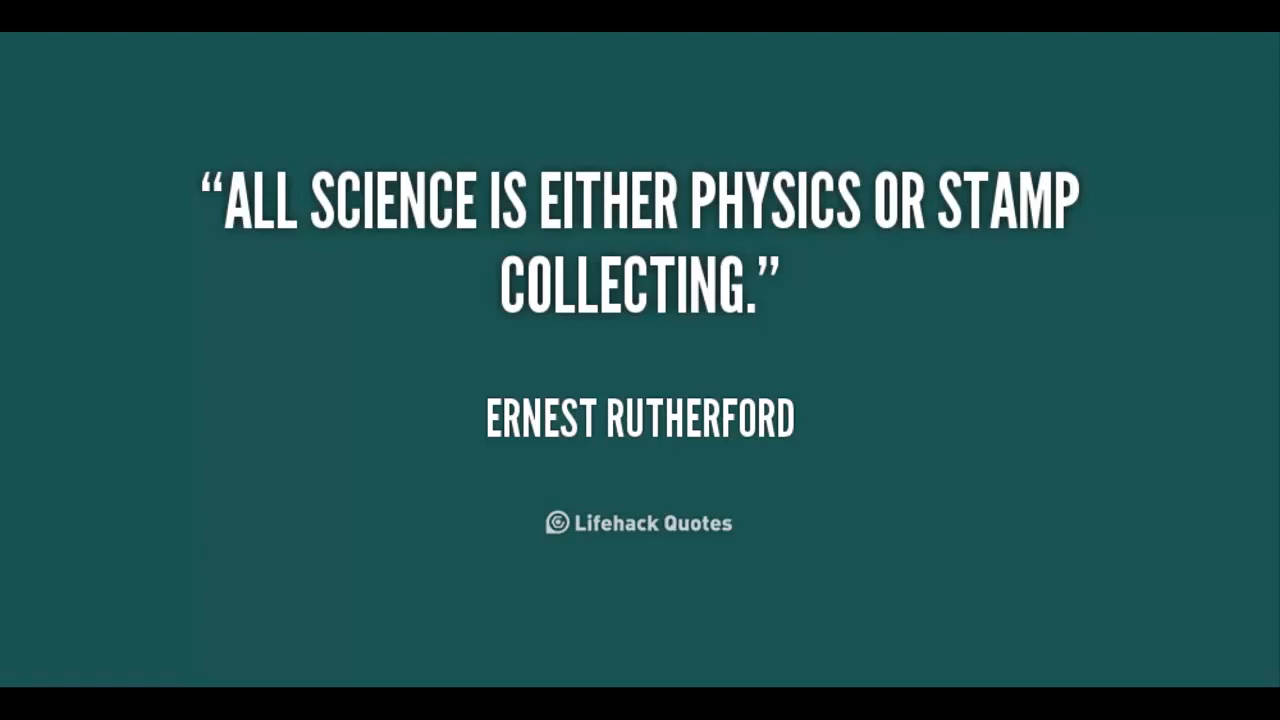 “ALL SCIENCE IS EITHER PHYSICS OR STAMP
COLLECTING.”
ERNEST RUTHERFORD
Lifehack Quotes